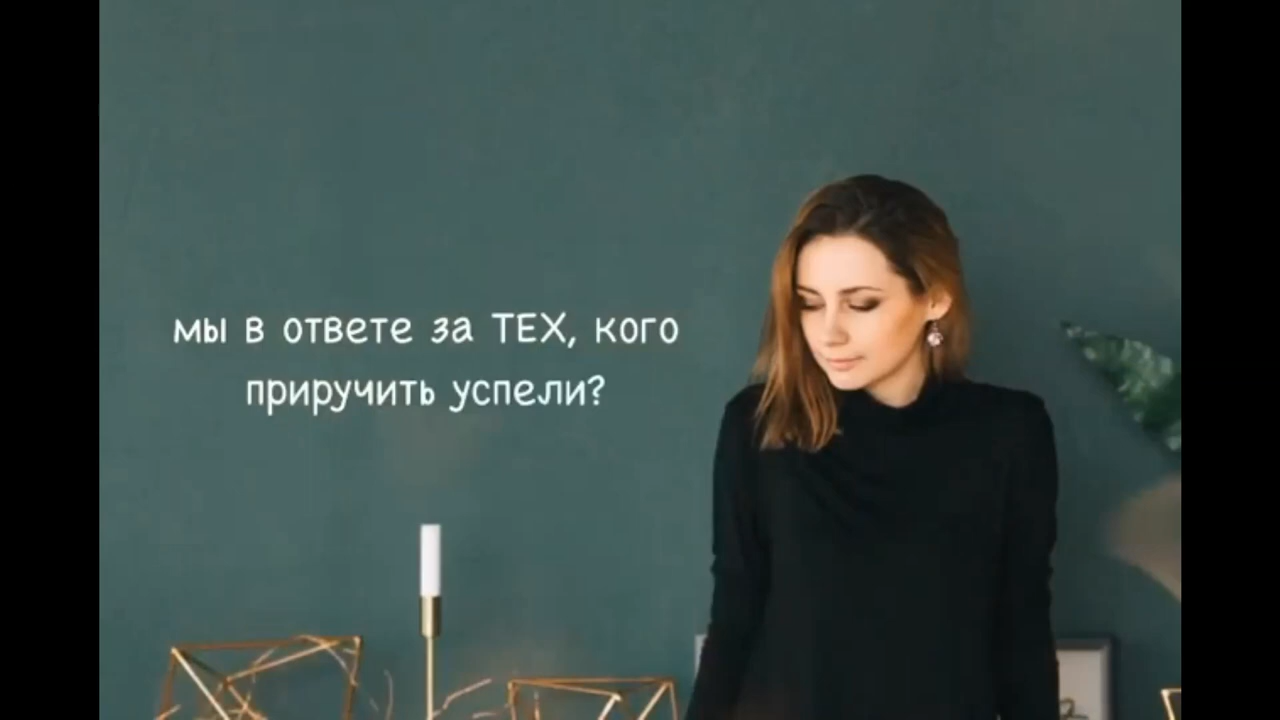 мы в ответе за ТЕХ, кого
приручить успели?